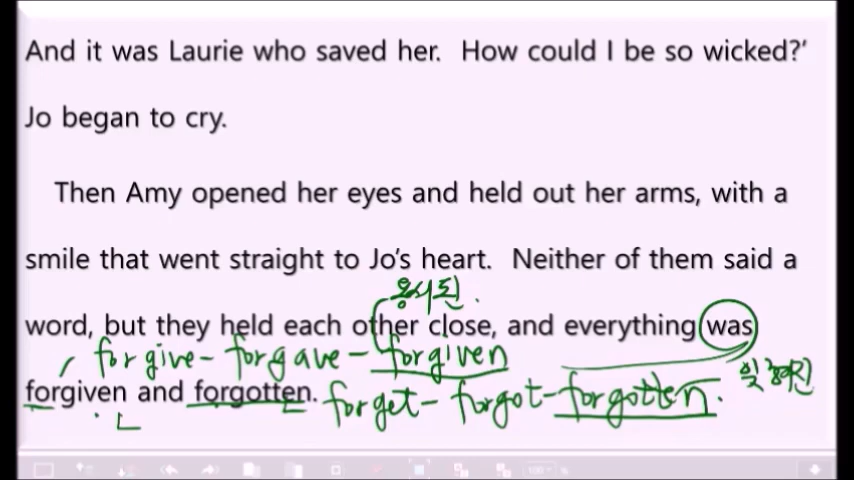 And it was Laurie who saved her. How could I be so wicked?'
Jo began to cry.
Then Amy opened her eyes and held out her arms, with a
smile that went straight to Jo's heart. Neither of them said a
용서된
word, but they held each other close, and everything was
forgive - forgave - forgiven
forgiven and forgotten.
forget - forgot - forgotten.